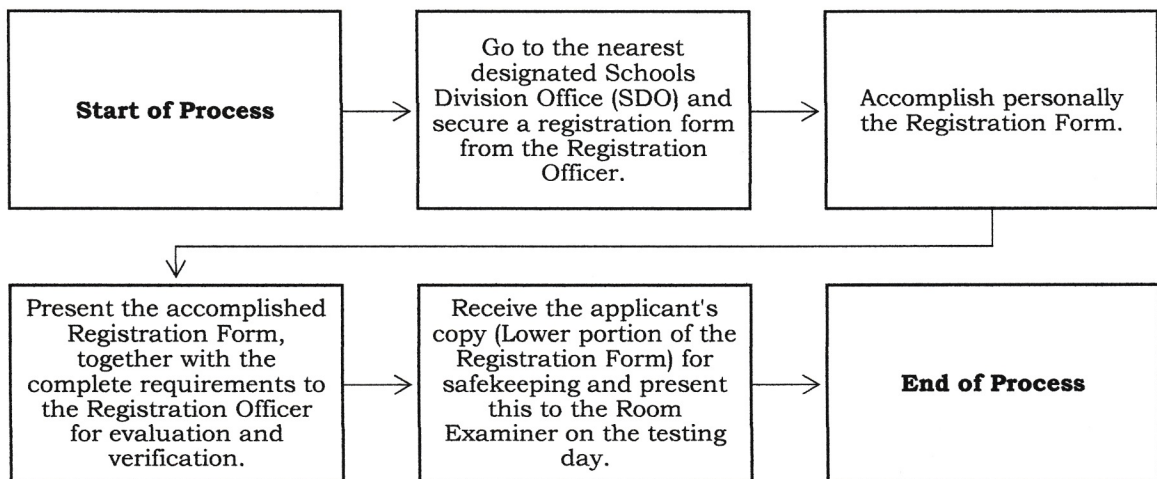 Start of Process
Go to the nearest
designated Schools
Division Office (SDO) and
secure a registration form
from the Registration
Officer.
Accomplish personally
the Registration Form.
Present the accomplished
Registration Form,
together with the
complete requirements to
the Registration Officer
for evaluation and
verification.
Receive the applicant's
copy (Lower portion of the
Registration Form) for
safekeeping and present
this to the Room
Examiner on the testing
day.
End of Process